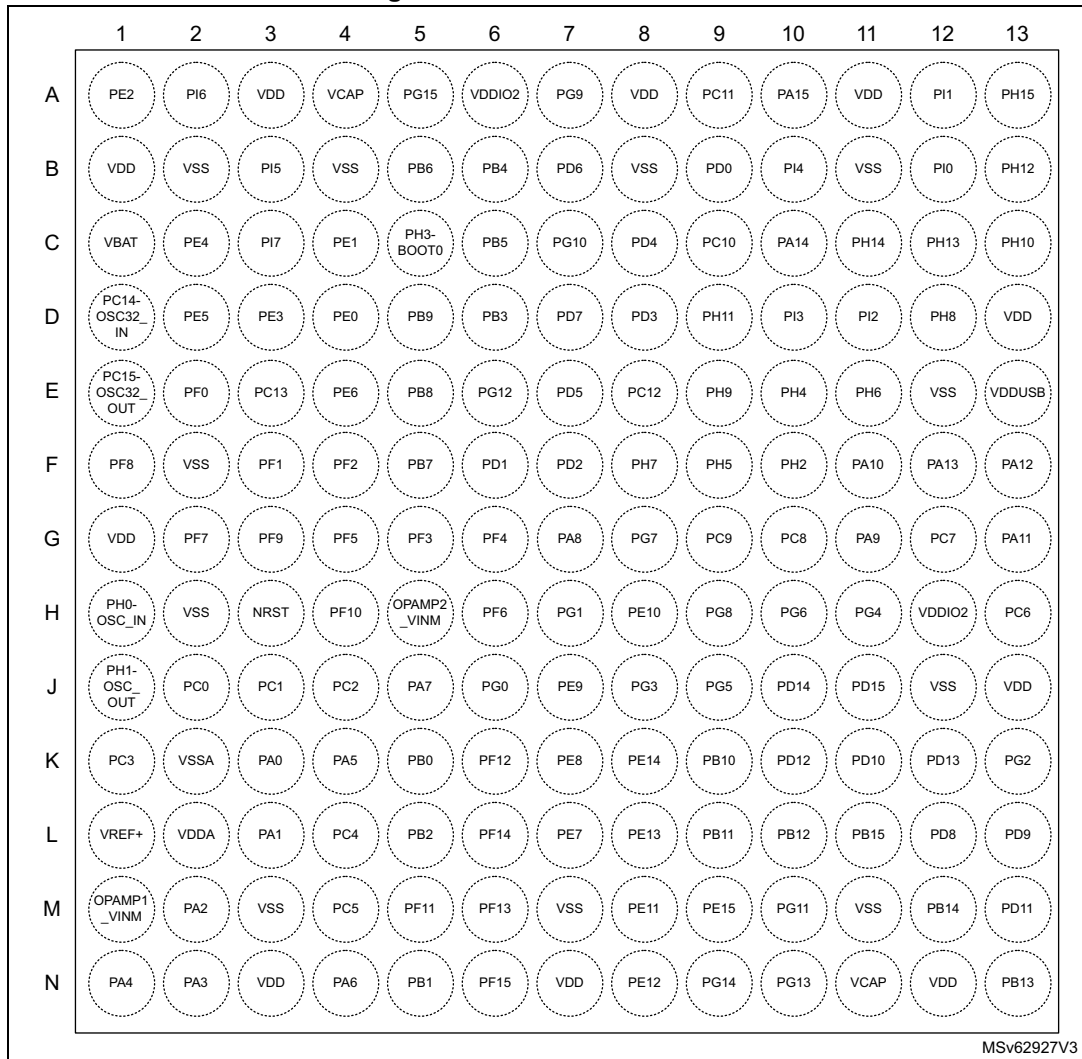 g
1 2 3 4 5 6 7 8 9 10 11 12 13
A PE2 PI6 VDD VCAP PG15 VDDIO2 PG9 VDD PC11 PA15 VDD PI1 PH15
B VDD VSS PI5 VSS PB6 PB4 PD6 VSS PD0 PI4 VSS PI0 PH12
C VBAT PE4 PI7 PE1 PH3-BOOT0 PB5 PG10 PD4 PC10 PA14 PH14 PH13 PH10
D PC14-OSC32_IN PE5 PE3 PE0 PB9 PB3 PD7 PD3 PH11 PI3 PI2 PH8 VDD
E PC15-OSC32_OUT PF0 PC13 PE6 PB8 PG12 PD5 PC12 PH9 PH4 PH6 VSS VDDUSB
F PF8 VSS PF1 PF2 PB7 PD1 PD2 PH7 PH5 PH2 PA10 PA13 PA12
G VDD PF7 PF9 PF5 PF3 PF4 PA8 PG7 PC9 PC8 PA9 PC7 PA11
H PH0-OSC_IN VSS NRST PF10 OPAMP2_VINM PF6 PG1 PE10 PG8 PG6 PG4 VDDIO2 PC6
J PH1-OSC_OUT PC0 PC1 PC2 PA7 PG0 PE9 PG3 PG5 PD14 PD15 VSS VDD
K PC3 VSSA PA0 PA5 PB0 PF12 PE8 PE14 PB10 PD12 PD10 PD13 PG2
L VREF+ VDDA PA1 PC4 PB2 PF14 PE7 PE13 PB11 PB12 PB15 PD8 PD9
M OPAMP1_VINM PA2 VSS PC5 PF11 PF13 VSS PE11 PE15 PG11 VSS PB14 PD11
N PA4 PA3 VDD PA6 PB1 PF15 VDD PE12 PG14 PG13 VCAP VDD PB13
MSv62927V3